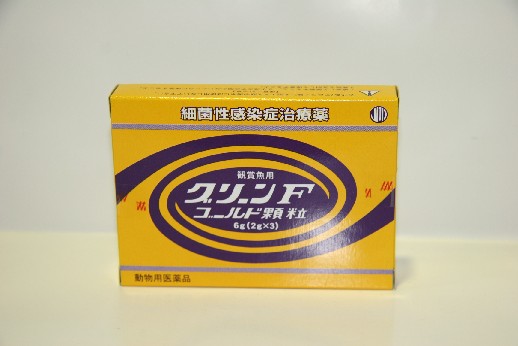 細菌性感染症治療薬
観賞魚用
グリーンF
ゴールド顆粒
6g(2g×3)
動物用医薬品